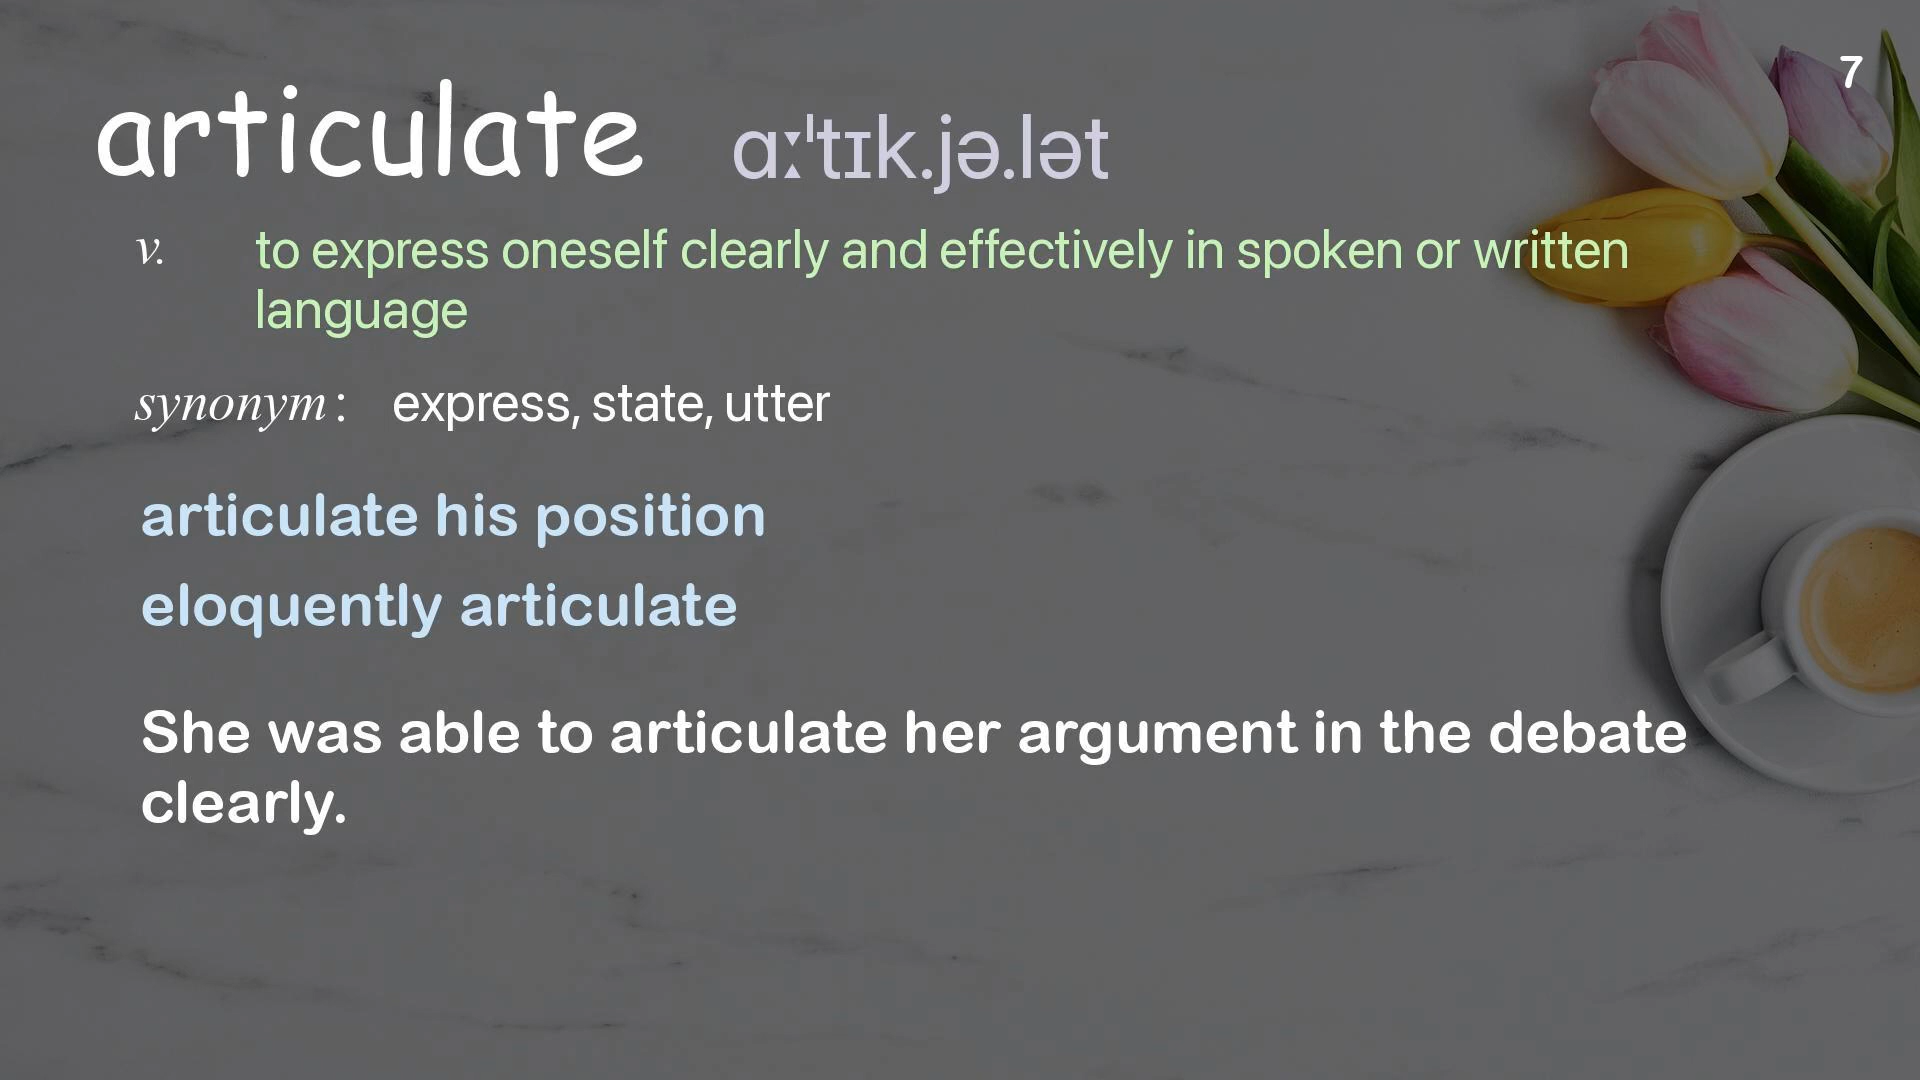 7
articulate ɑːˈtɪk.jə.lət
v. to express oneself clearly and effectively in spoken or written
language
synonym: express, state, utter
articulate his position
eloquently articulate
She was able to articulate her argument in the debate
clearly.